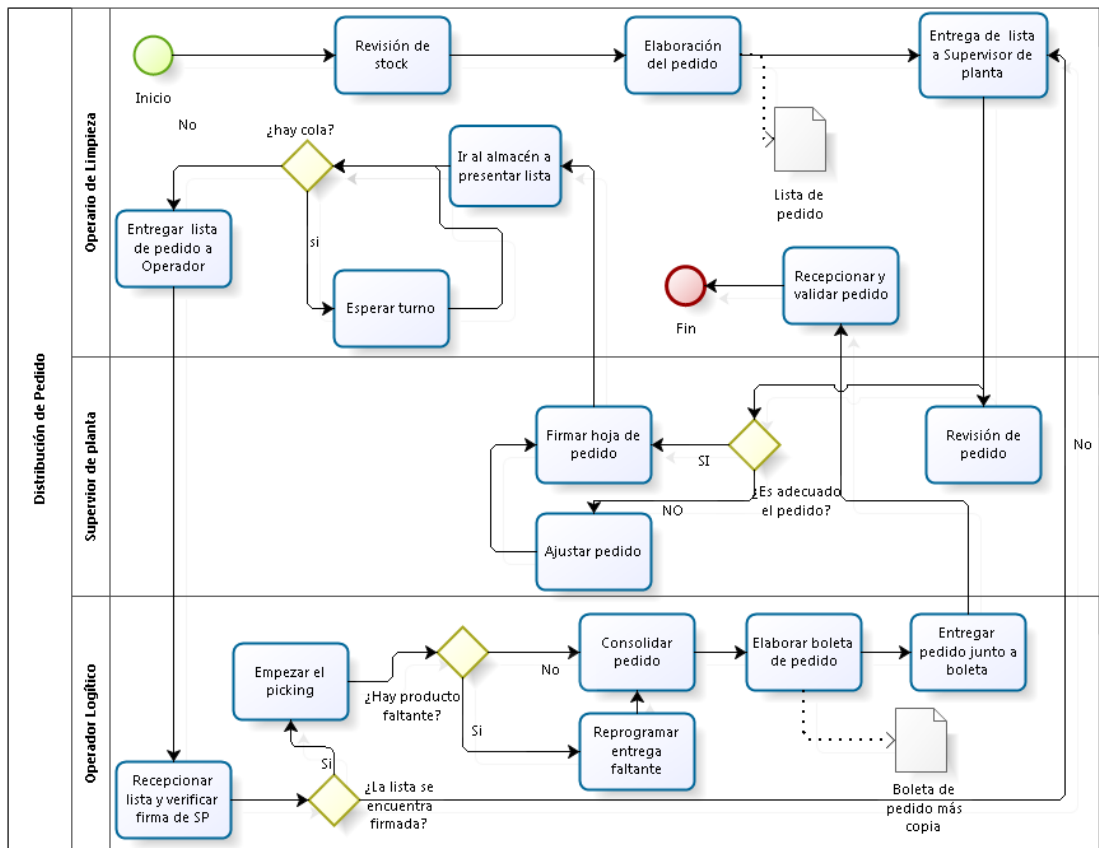 Distribución de Pedido
Operario de Limpieza
Inicio
Revisión de
stock
Elaboración
del pedido
Entrega de lista
a Supervisor de
planta
Lista de
pedido
No
¿hay cola?
Ir al almacén a
presentar lista
Entregar lista
de pedido a
Operador
si
Esperar turno
Recepcionar y
validar pedido
Fin
Supervior de planta
Firmar hoja de
pedido
SI
Revisión de
pedido
No
¿Es adecuado
el pedido?
NO
Ajustar pedido
Operador Logítico
Empezar el
picking
¿Hay producto
faltante?
No
Si
Consolidar
pedido
Elaborar boleta
de pedido
Entregar
pedido junto a
boleta
Reprogramar
entrega
faltante
Si
Recepcionar
lista y verificar
firma de SP
¿La lista se
encuentra
firmada?
Boleta de
pedido más
copia